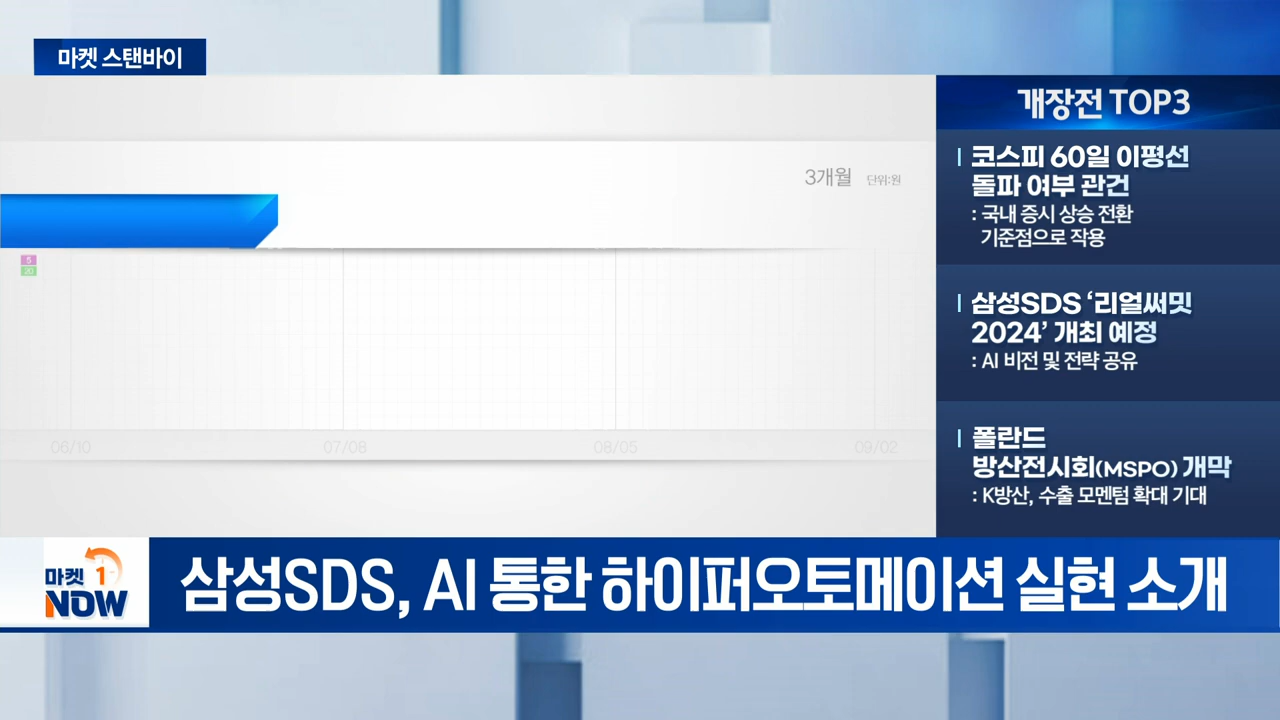 마켓 스탠바이
3개월 단위:원
5
20
06/10 07/08 08/05 09/02
개장전 TOP3
코스피 60일 이평선
돌파 여부 관건
: 국내 증시 상승 전환
기준점으로 작용
삼성SDS ‘리얼써밋
2024’ 개최 예정
: AI 비전 및 전략 공유
폴란드
방산전시회(MSPO) 개막
: K방산, 수출 모멘텀 확대 기대
마켓 1
NOW
삼성SDS, AI 통한 하이퍼오토메이션 실현 소개